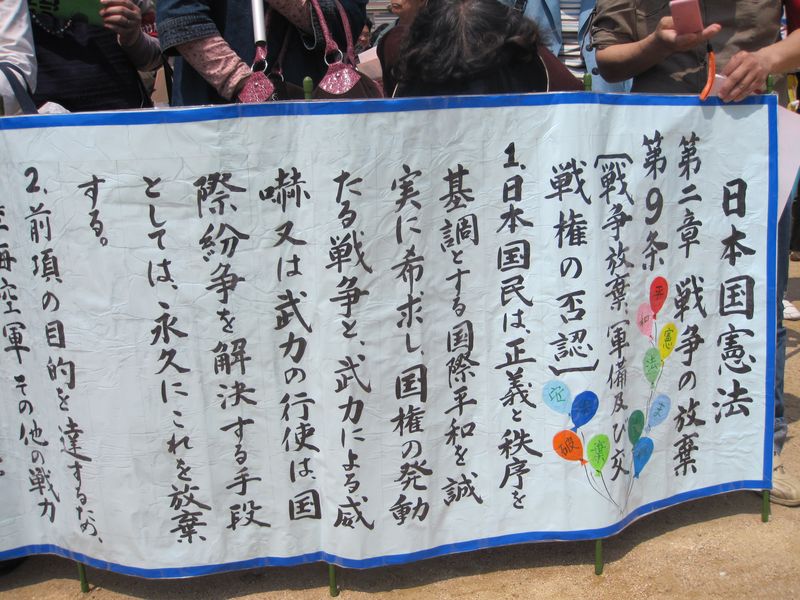 日本国憲法
第二章 戦争の放棄
第9条
〔戦争放棄、軍備及び交
戦権の否認〕
1.日本国民は、正義と秩序を
基調とする国際平和を誠
実に希求し、国権の発動
たる戦争と、武力による威
嚇又は武力の行使は、国
際紛争を解決する手段
としては、永久にこれを放棄
する。
2.前項の目的を達するため、
空軍その他の戦力
平
和
憲
法